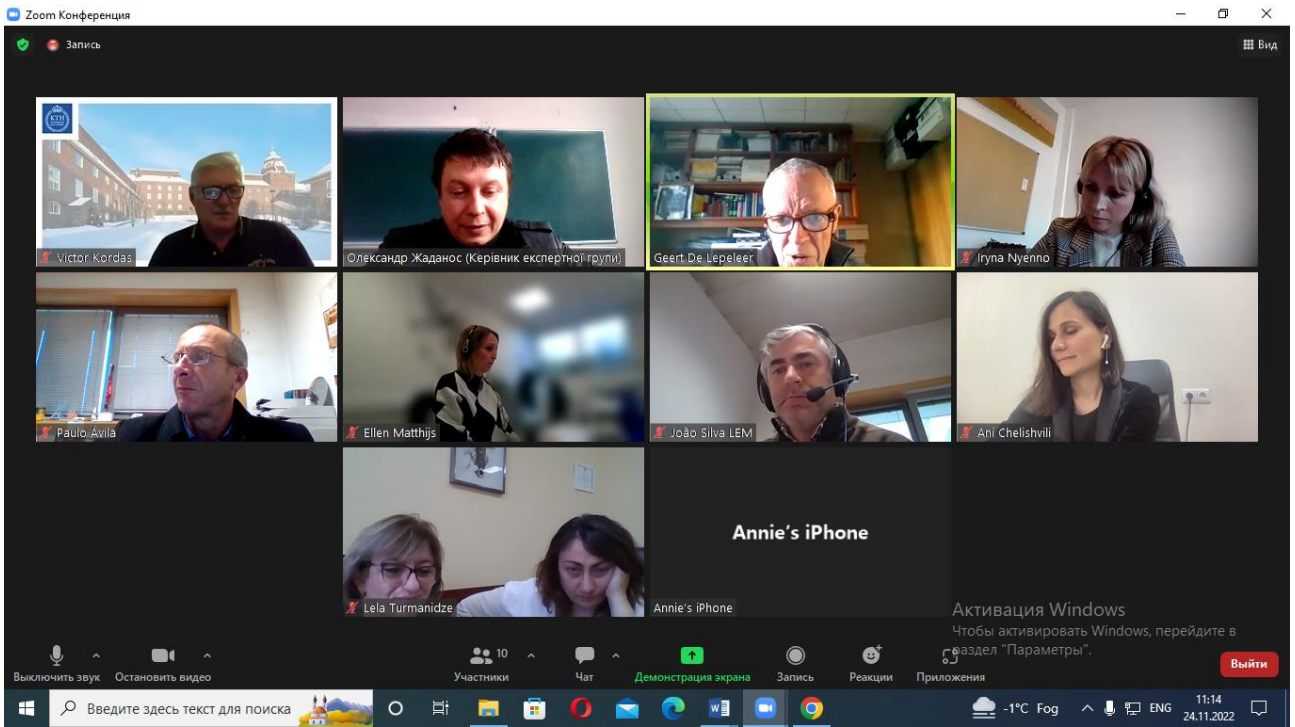 Zoom Конференция
Запись
Вид
KTH
Victor Kordas
Олександр Жаданос (Керівник експертної групи)
Geert De Lepeleer
Iryna Nyenno
Paulo Ávila
Ellen Matthijs
João Silva LEM
Ani Chelishvili
Annie's iPhone
Lela Turmanidze
Annie's iPhone
Активация Windows
Чтобы активировать Windows, перейдите в
раздел "Параметры".
10
Выключить звук
Остановить видео
Участники
Чат
Демонстрация экрана
Запись
Реакции
Приложения
Выйти
Введите здесь текст для поиска
-1°C Fog
ENG
11:14
24.11.2022